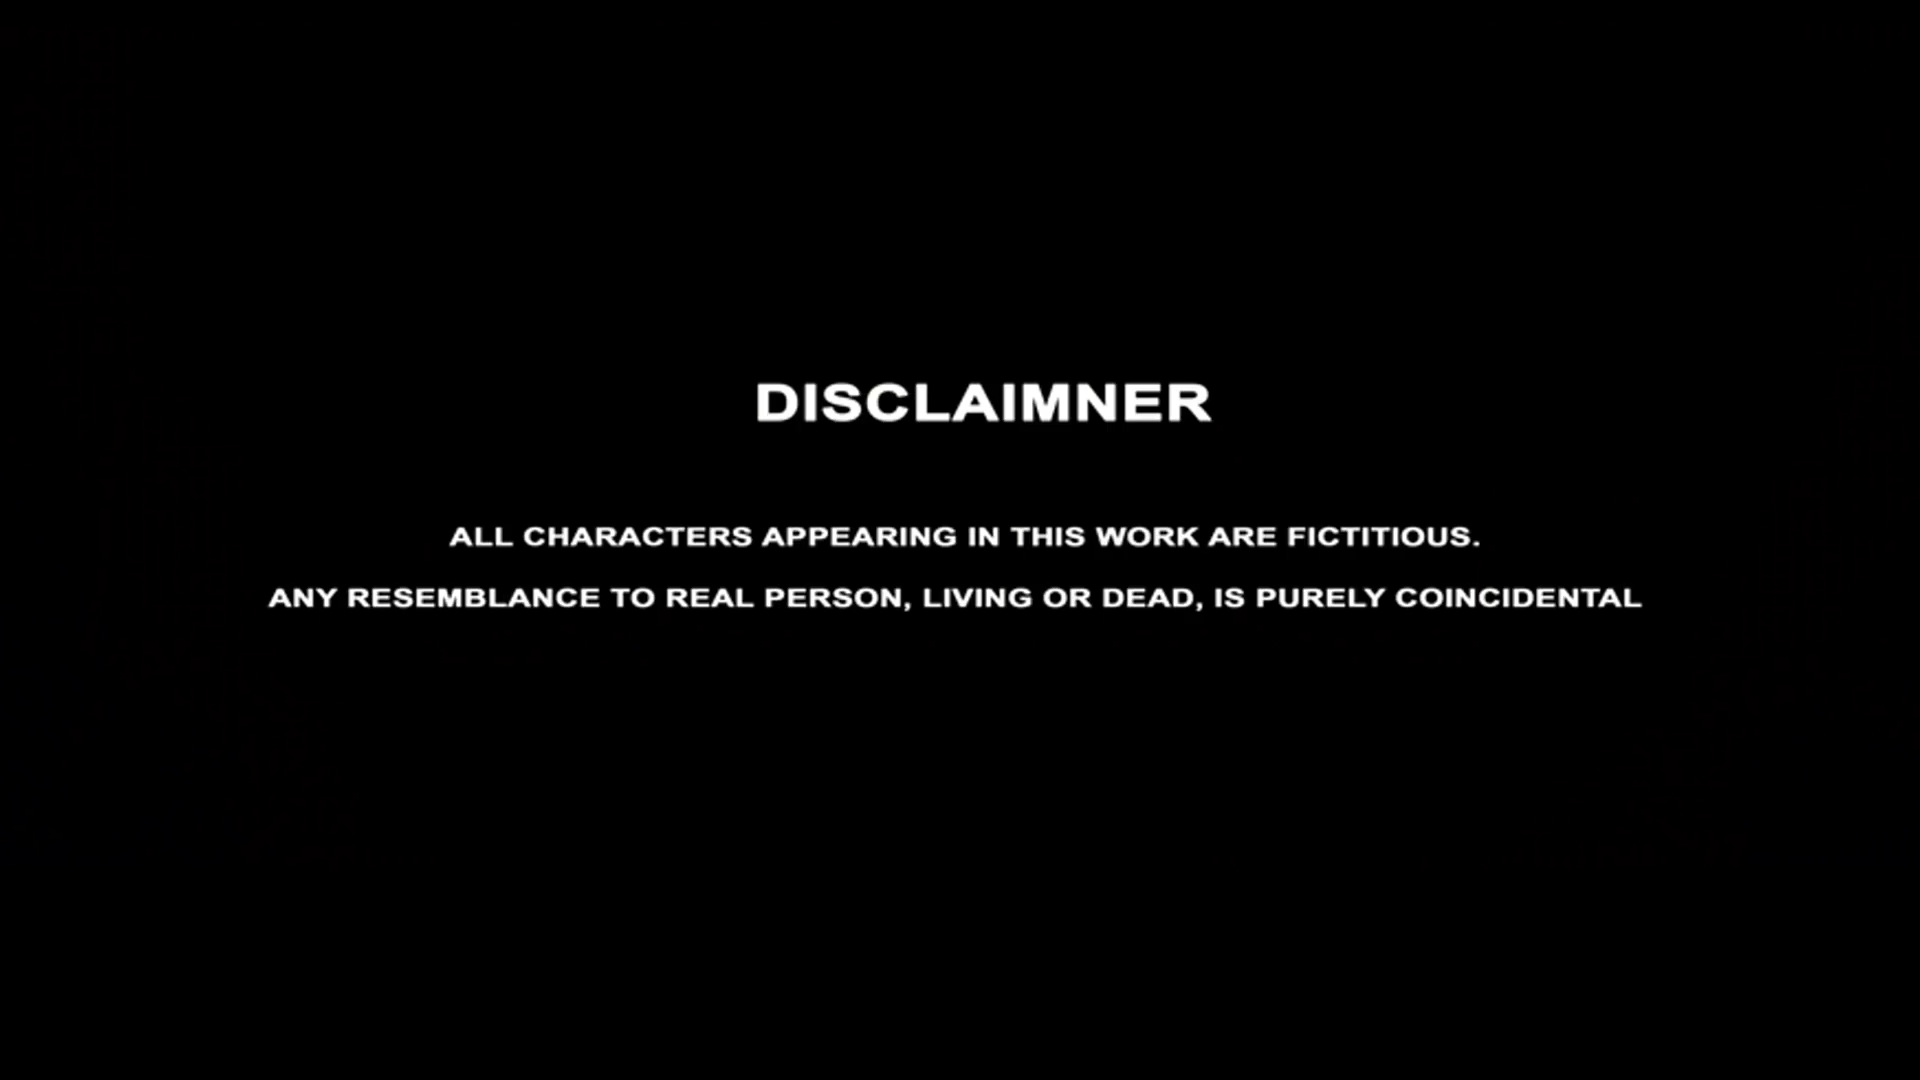 DISCLAIMNER
ALL CHARACTERS APPEARING IN THIS WORK ARE FICTITIOUS.
ANY RESEMBLANCE TO REAL PERSON, LIVING OR DEAD, IS PURELY COINCIDENTAL